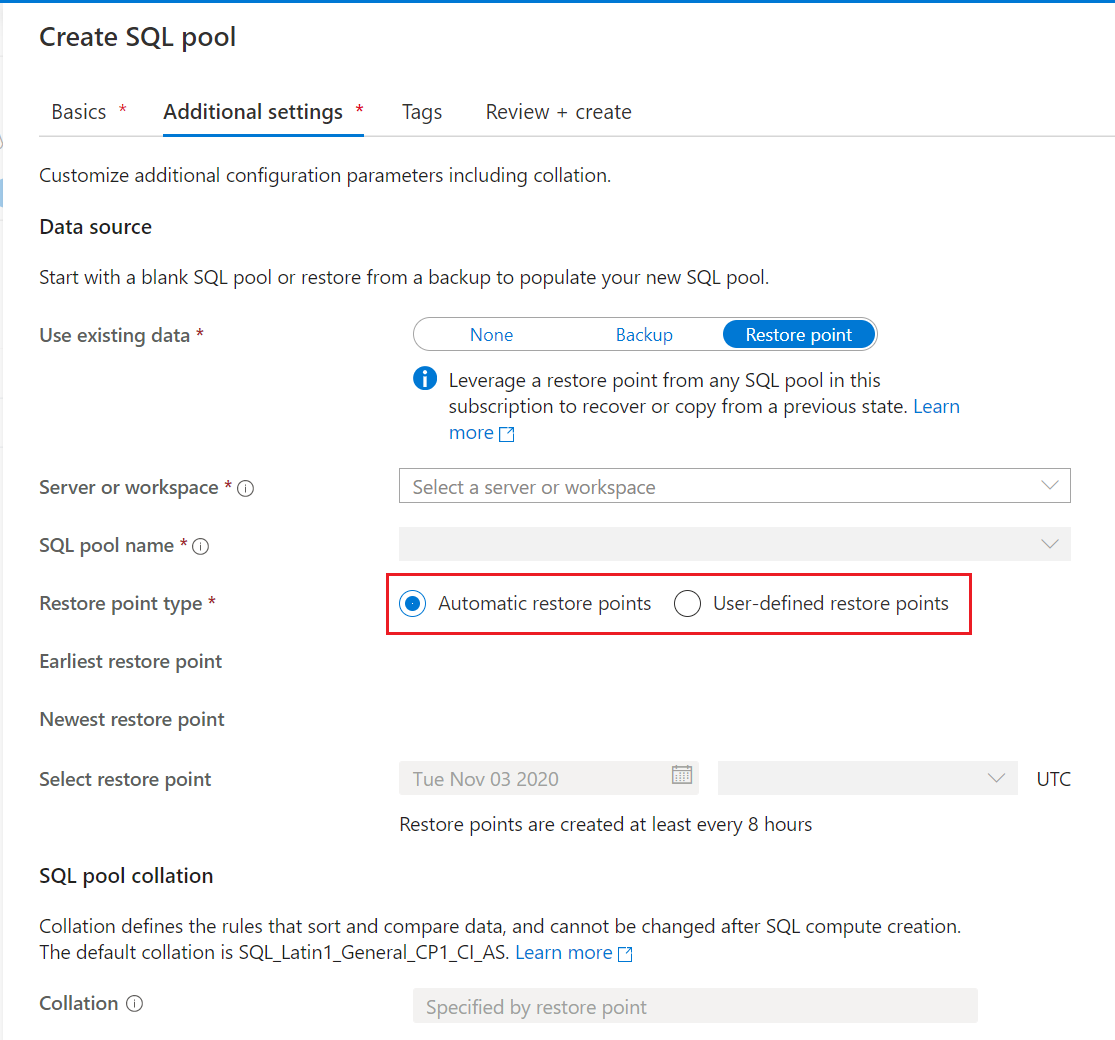 Create SQL pool
Basics *
Additional settings *
Tags
Review + create
Customize additional configuration parameters including collation.
Data source
Start with a blank SQL pool or restore from a backup to populate your new SQL pool.
Use existing data *
None
Backup
Restore point
Leverage a restore point from any SQL pool in this
subscription to recover or copy from a previous state. Learn
more
Server or workspace *
Select a server or workspace
SQL pool name *
Restore point type *
Automatic restore points
User-defined restore points
Earliest restore point
Newest restore point
Select restore point
Tue Nov 03 2020
UTC
Restore points are created at least every 8 hours
SQL pool collation
Collation defines the rules that sort and compare data, and cannot be changed after SQL compute creation.
The default collation is SQL_Latin1_General_CP1_CI_AS. Learn more
Collation
Specified by restore point